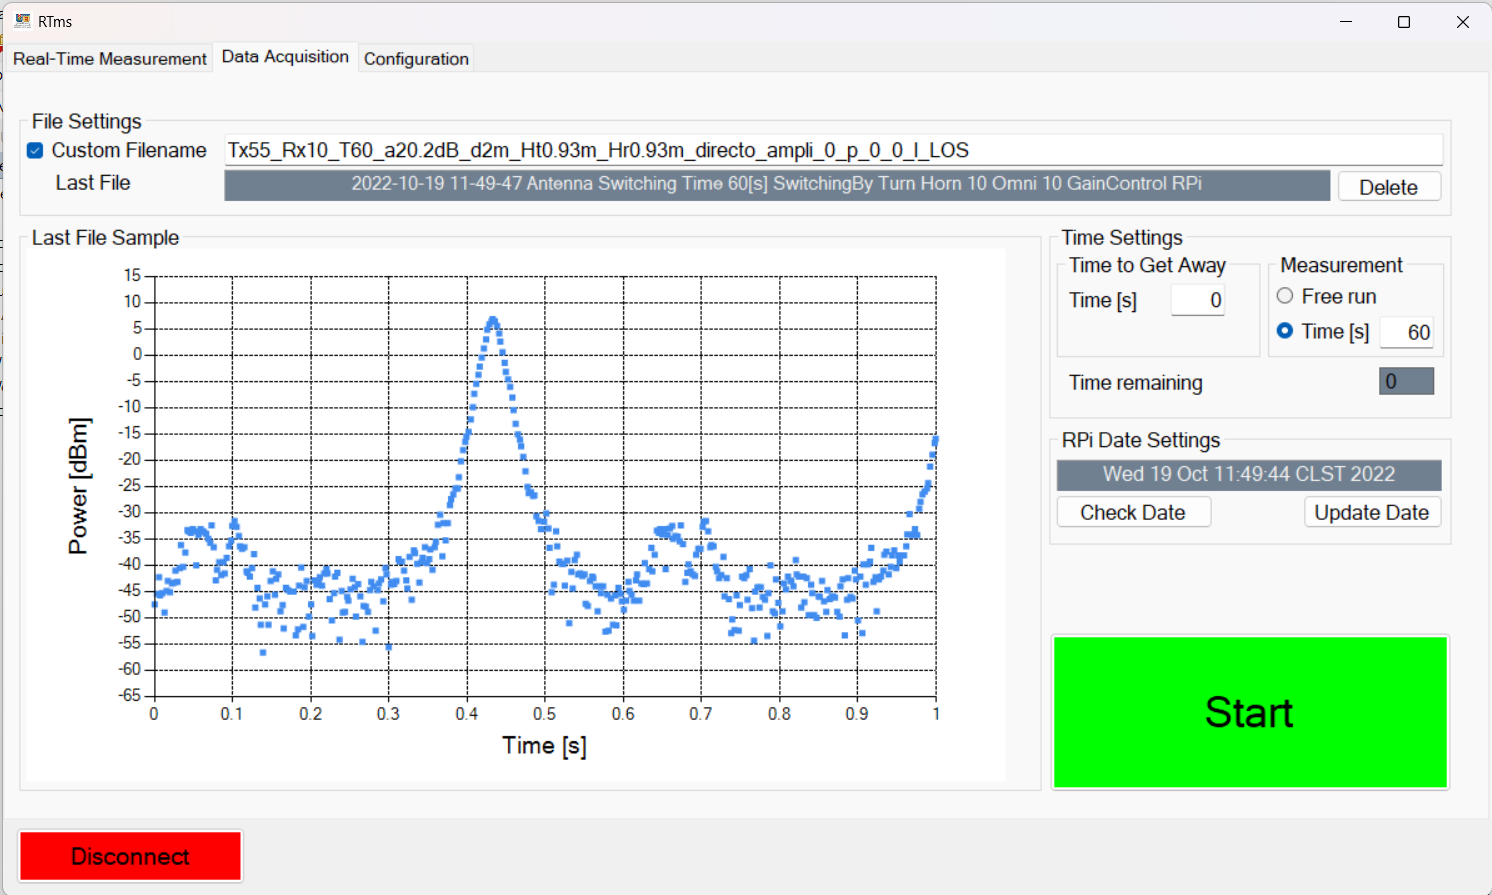 RTms
Real-Time Measurement Data Acquisition Configuration
File Settings
Custom Filename Tx55_Rx10_T60_a20.2dB_d2m_Ht0.93m_Hr0.93m_directo_ampli_0_p_0_0_l_LOS
Last File 2022-10-19 11-49-47 Antenna Switching Time 60[s] SwitchingBy Turn Horn 10 Omni 10 GainControl RPi Delete
Last File Sample
15
10
5
0
-5
-10
-15
-20
-25
-30
-35
-40
-45
-50
-55
-60
-65
Power [dBm]
0 0.1 0.2 0.3 0.4 0.5 0.6 0.7 0.8 0.9 1
Time [s]
Time Settings
Time to Get Away
Time [s] 0
Measurement
Free run
Time [s] 60
Time remaining 0
RPi Date Settings
Wed 19 Oct 11:49:44 CLST 2022
Check Date Update Date
Start
Disconnect